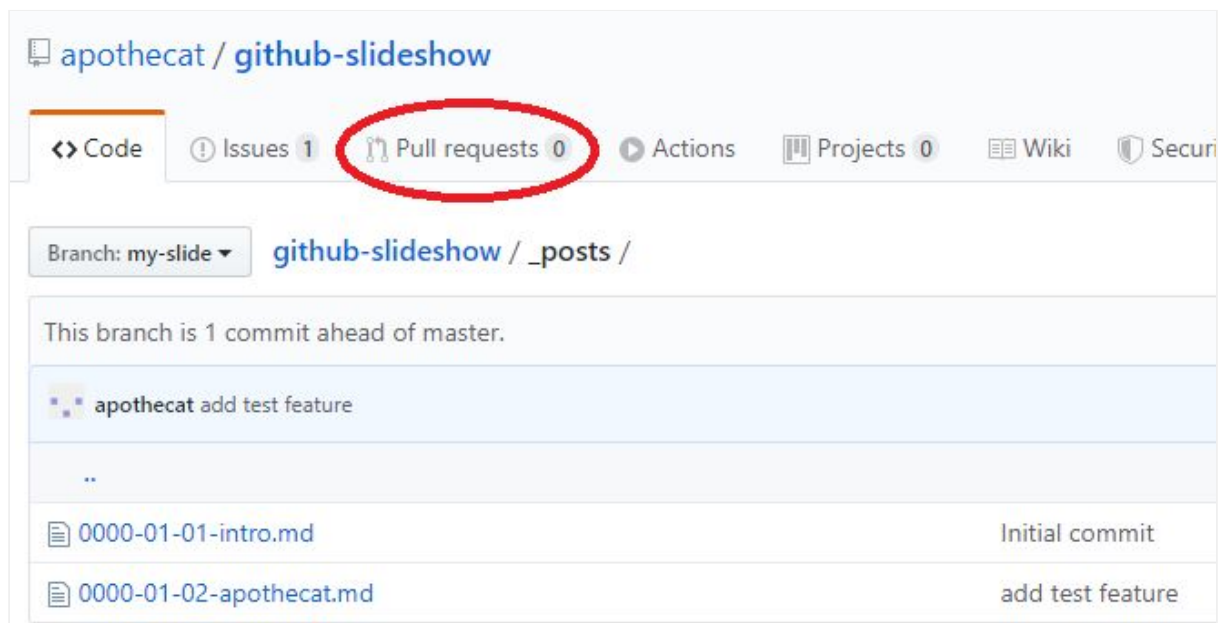 apothecat / github-slideshow
Code Issues 1 Pull requests 0 Actions Projects 0 Wiki Securi
Branch: my-slide github-slideshow / _posts /
This branch is 1 commit ahead of master.
apothecat add test feature
..
0000-01-01-intro.md Initial commit
0000-01-02-apothecat.md add test feature